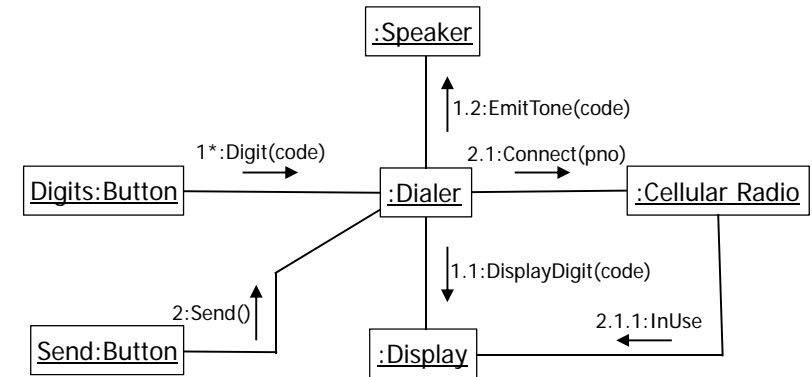 :Speaker
1.2:EmitTone(code)
1*:Digit(code)
2.1:Connect(pno)
Digits:Button
:Dialer
:Cellular Radio
1.1:DisplayDigit(code)
2:Send()
2.1.1:InUse
Send:Button
:Display